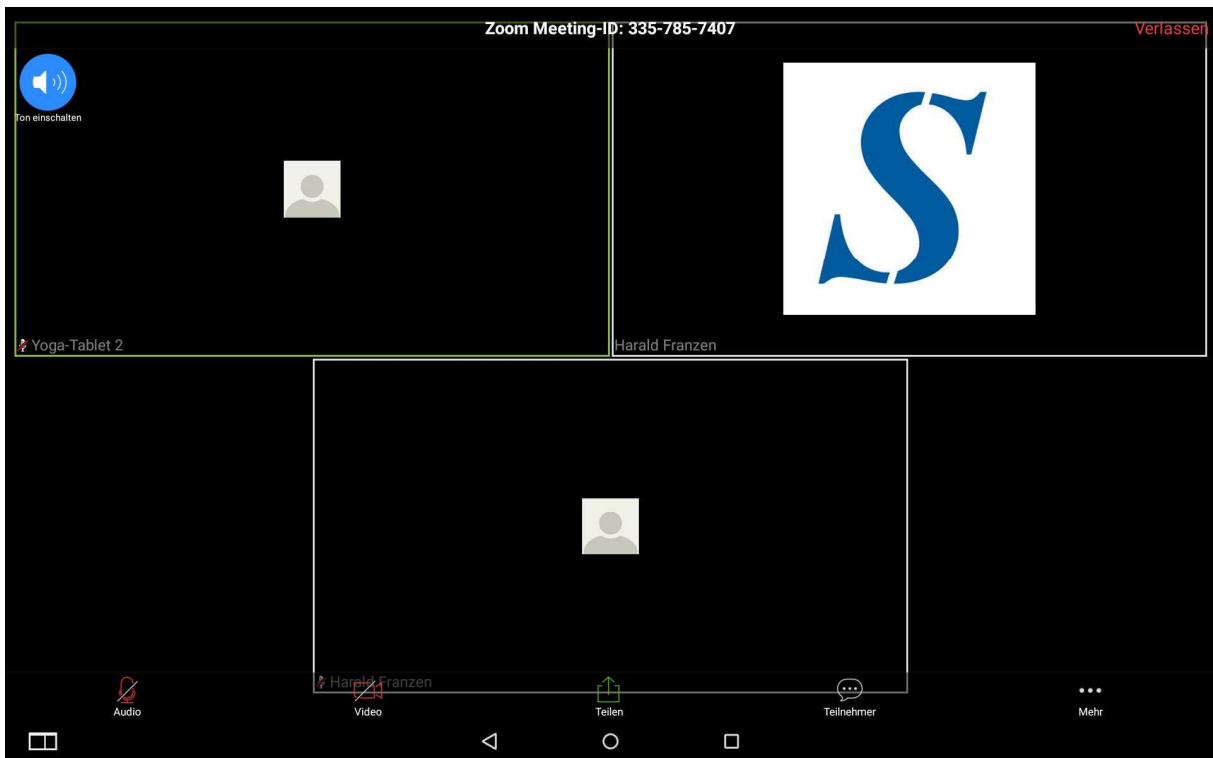 Zoom Meeting-ID: 335-785-7407
Verlassen
Ton einschalten
S
Yoga-Tablet 2
Harald Franzen
Harald Franzen
Audio
Video
Teilen
Teilnehmer
Mehr